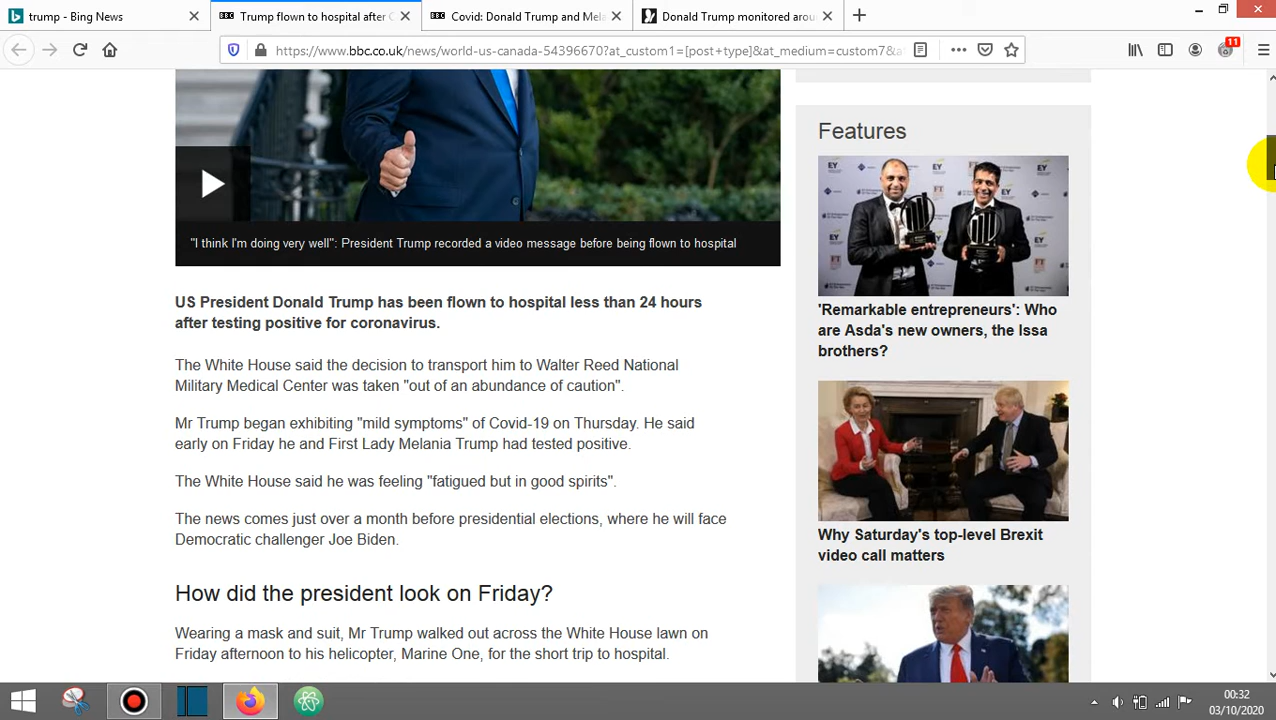 trump - Bing News
BBC Trump flown to hospital after C
BBC Covid: Donald Trump and Mela
Donald Trump monitored arou
https://www.bbc.co.uk/news/world-us-canada-54396670?at_custom1=[post+type]&at_medium=custom7&a
11
"I think I'm doing very well": President Trump recorded a video message before being flown to hospital
US President Donald Trump has been flown to hospital less than 24 hours
after testing positive for coronavirus.
The White House said the decision to transport him to Walter Reed National
Military Medical Center was taken "out of an abundance of caution".
Mr Trump began exhibiting "mild symptoms" of Covid-19 on Thursday. He said
early on Friday he and First Lady Melania Trump had tested positive.
The White House said he was feeling "fatigued but in good spirits".
The news comes just over a month before presidential elections, where he will face
Democratic challenger Joe Biden.
How did the president look on Friday?
Wearing a mask and suit, Mr Trump walked out across the White House lawn on
Friday afternoon to his helicopter, Marine One, for the short trip to hospital.
Features
EY
EY
EY
FT
'Remarkable entrepreneurs': Who
are Asda's new owners, the Issa
brothers?
Why Saturday's top-level Brexit
video call matters
00:32
03/10/2020